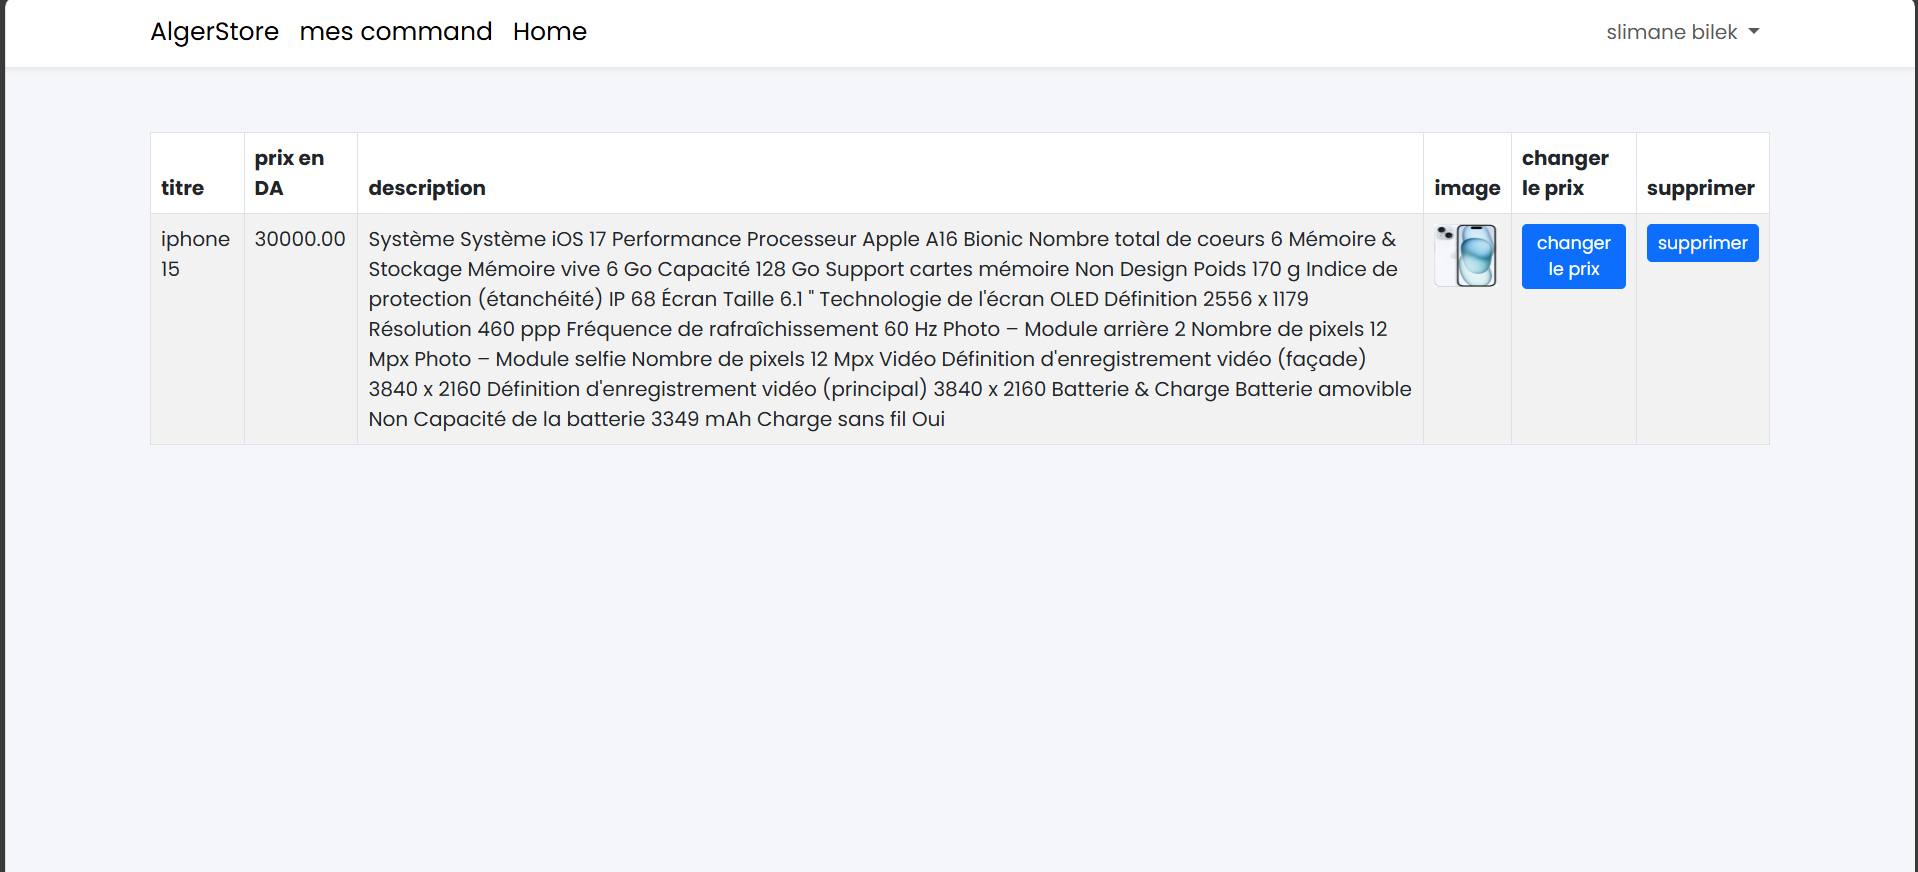 AlgerStore mes command Home slimane bilek
titre prix en DA description image changer le prix supprimer
iphone 15
30000.00
Système Système iOS 17 Performance Processeur Apple A16 Bionic Nombre total de coeurs 6 Mémoire &
Stockage Mémoire vive 6 Go Capacité 128 Go Support cartes mémoire Non Design Poids 170 g Indice de
protection (étanchéité) IP 68 Écran Taille 6.1 " Technologie de l'écran OLED Définition 2556 x 1179
Résolution 460 ppp Fréquence de rafraîchissement 60 Hz Photo – Module arrière 2 Nombre de pixels 12
Mpx Photo – Module selfie Nombre de pixels 12 Mpx Vidéo Définition d'enregistrement vidéo (façade)
3840 x 2160 Définition d'enregistrement vidéo (principal) 3840 x 2160 Batterie & Charge Batterie amovible
Non Capacité de la batterie 3349 mAh Charge sans fil Oui
changer
le prix
supprimer